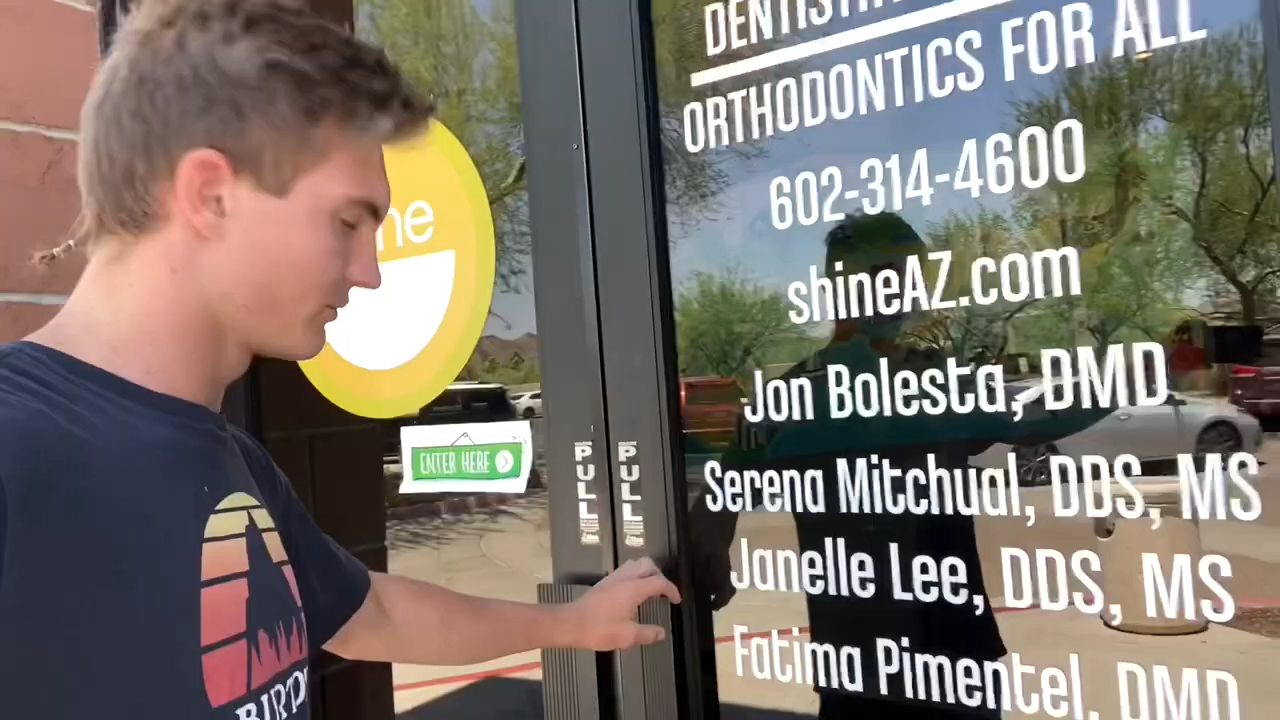 ORTHODONTICS FOR ALL
602-314-4600
shineAZ.com
Jon Bolesta, DMD
Serena Mitchual, DDS, MS
Janelle Lee, DDS, MS
Fatima Pimentel, DMD
ENTER HERE
PULL
PULL